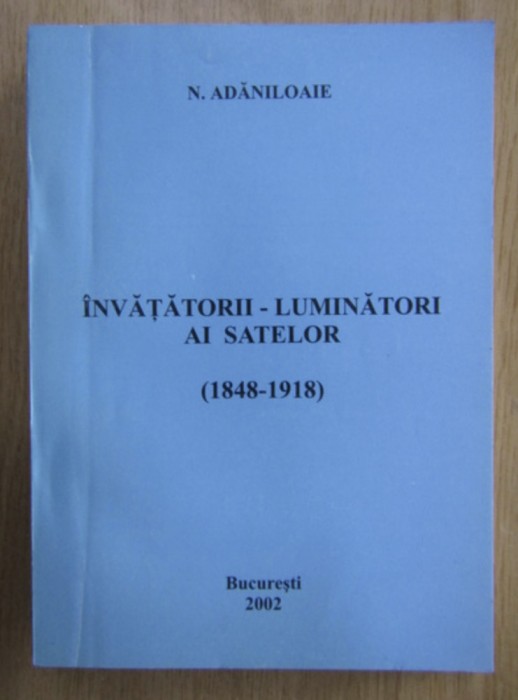 N. ADĂNILOAIE
ÎNVĂȚĂTORII - LUMINĂTORI
AI SATELOR
(1848-1918)
București
2002